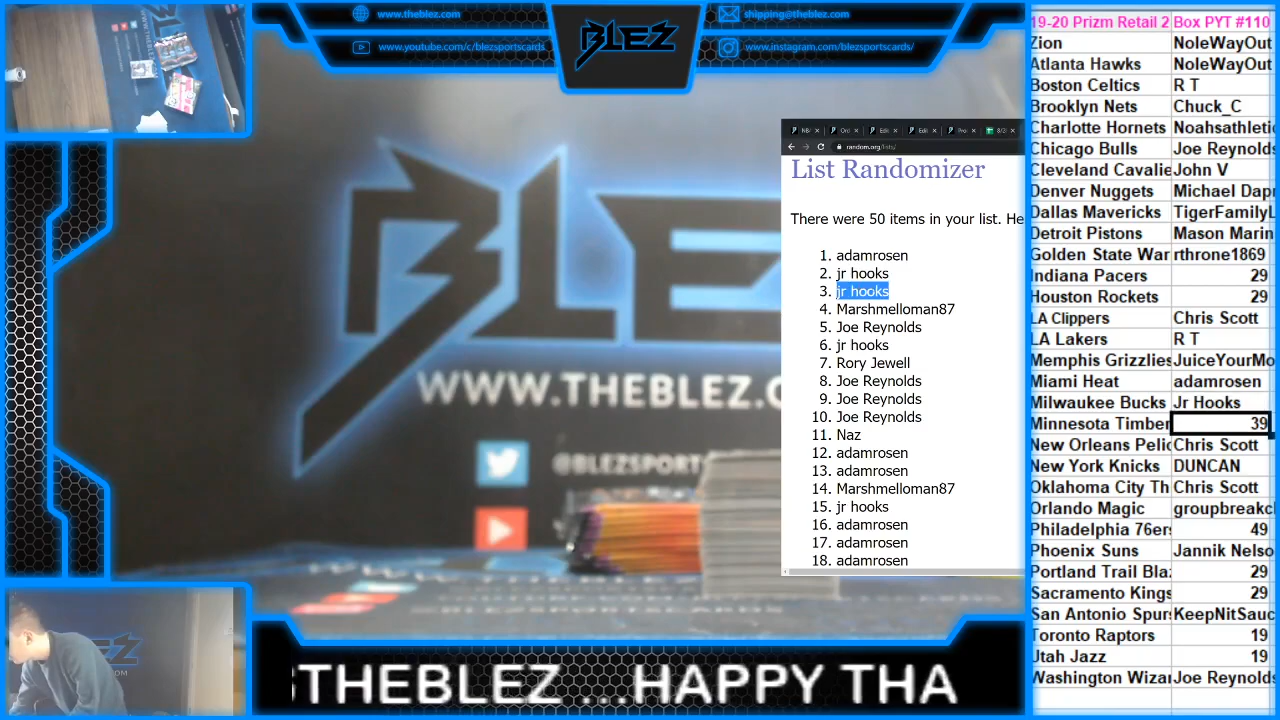 www.theblez.com
www.youtube.com/c/blezsportscards
BLEZ
shipping@theblez.com
www.instagram.com/blezsportscards/
BLE
WWW.THEBLEZ.C
@BLEZSPORT
random.org/lists/
List Randomizer
There were 50 items in your list. He
1. adamrosen
2. jr hooks
3. jr hooks
4. Marshmelloman87
5. Joe Reynolds
6. jr hooks
7. Rory Jewell
8. Joe Reynolds
9. Joe Reynolds
10. Joe Reynolds
11. Naz
12. adamrosen
13. adamrosen
14. Marshmelloman87
15. jr hooks
16. adamrosen
17. adamrosen
18. adamrosen
19-20 Prizm Retail 2 Box PYT #110
Zion NoleWayOut
Atlanta Hawks NoleWayOut
Boston Celtics R T
Brooklyn Nets Chuck_C
Charlotte Hornets Noahsathleti
Chicago Bulls Joe Reynolds
Cleveland Cavalie John V
Denver Nuggets Michael Dap
Dallas Mavericks TigerFamilyL
Detroit Pistons Mason Marin
Golden State War rthrone1869
Indiana Pacers 29
Houston Rockets 29
LA Clippers Chris Scott
LA Lakers R T
Memphis Grizzlies JuiceYourMo
Miami Heat adamrosen
Milwaukee Bucks Jr Hooks
Minnesota Timber 39
New Orleans Peli Chris Scott
New York Knicks DUNCAN
Oklahoma City Th Chris Scott
Orlando Magic groupbreakc
Philadelphia 76ers 49
Phoenix Suns Jannik Nelso
Portland Trail Bla 29
Sacramento Kings 29
San Antonio Spurs KeepNitSauc
Toronto Raptors 19
Utah Jazz 19
Washington Wizar Joe Reynolds
STHEBLEZ ...HAPPY THA